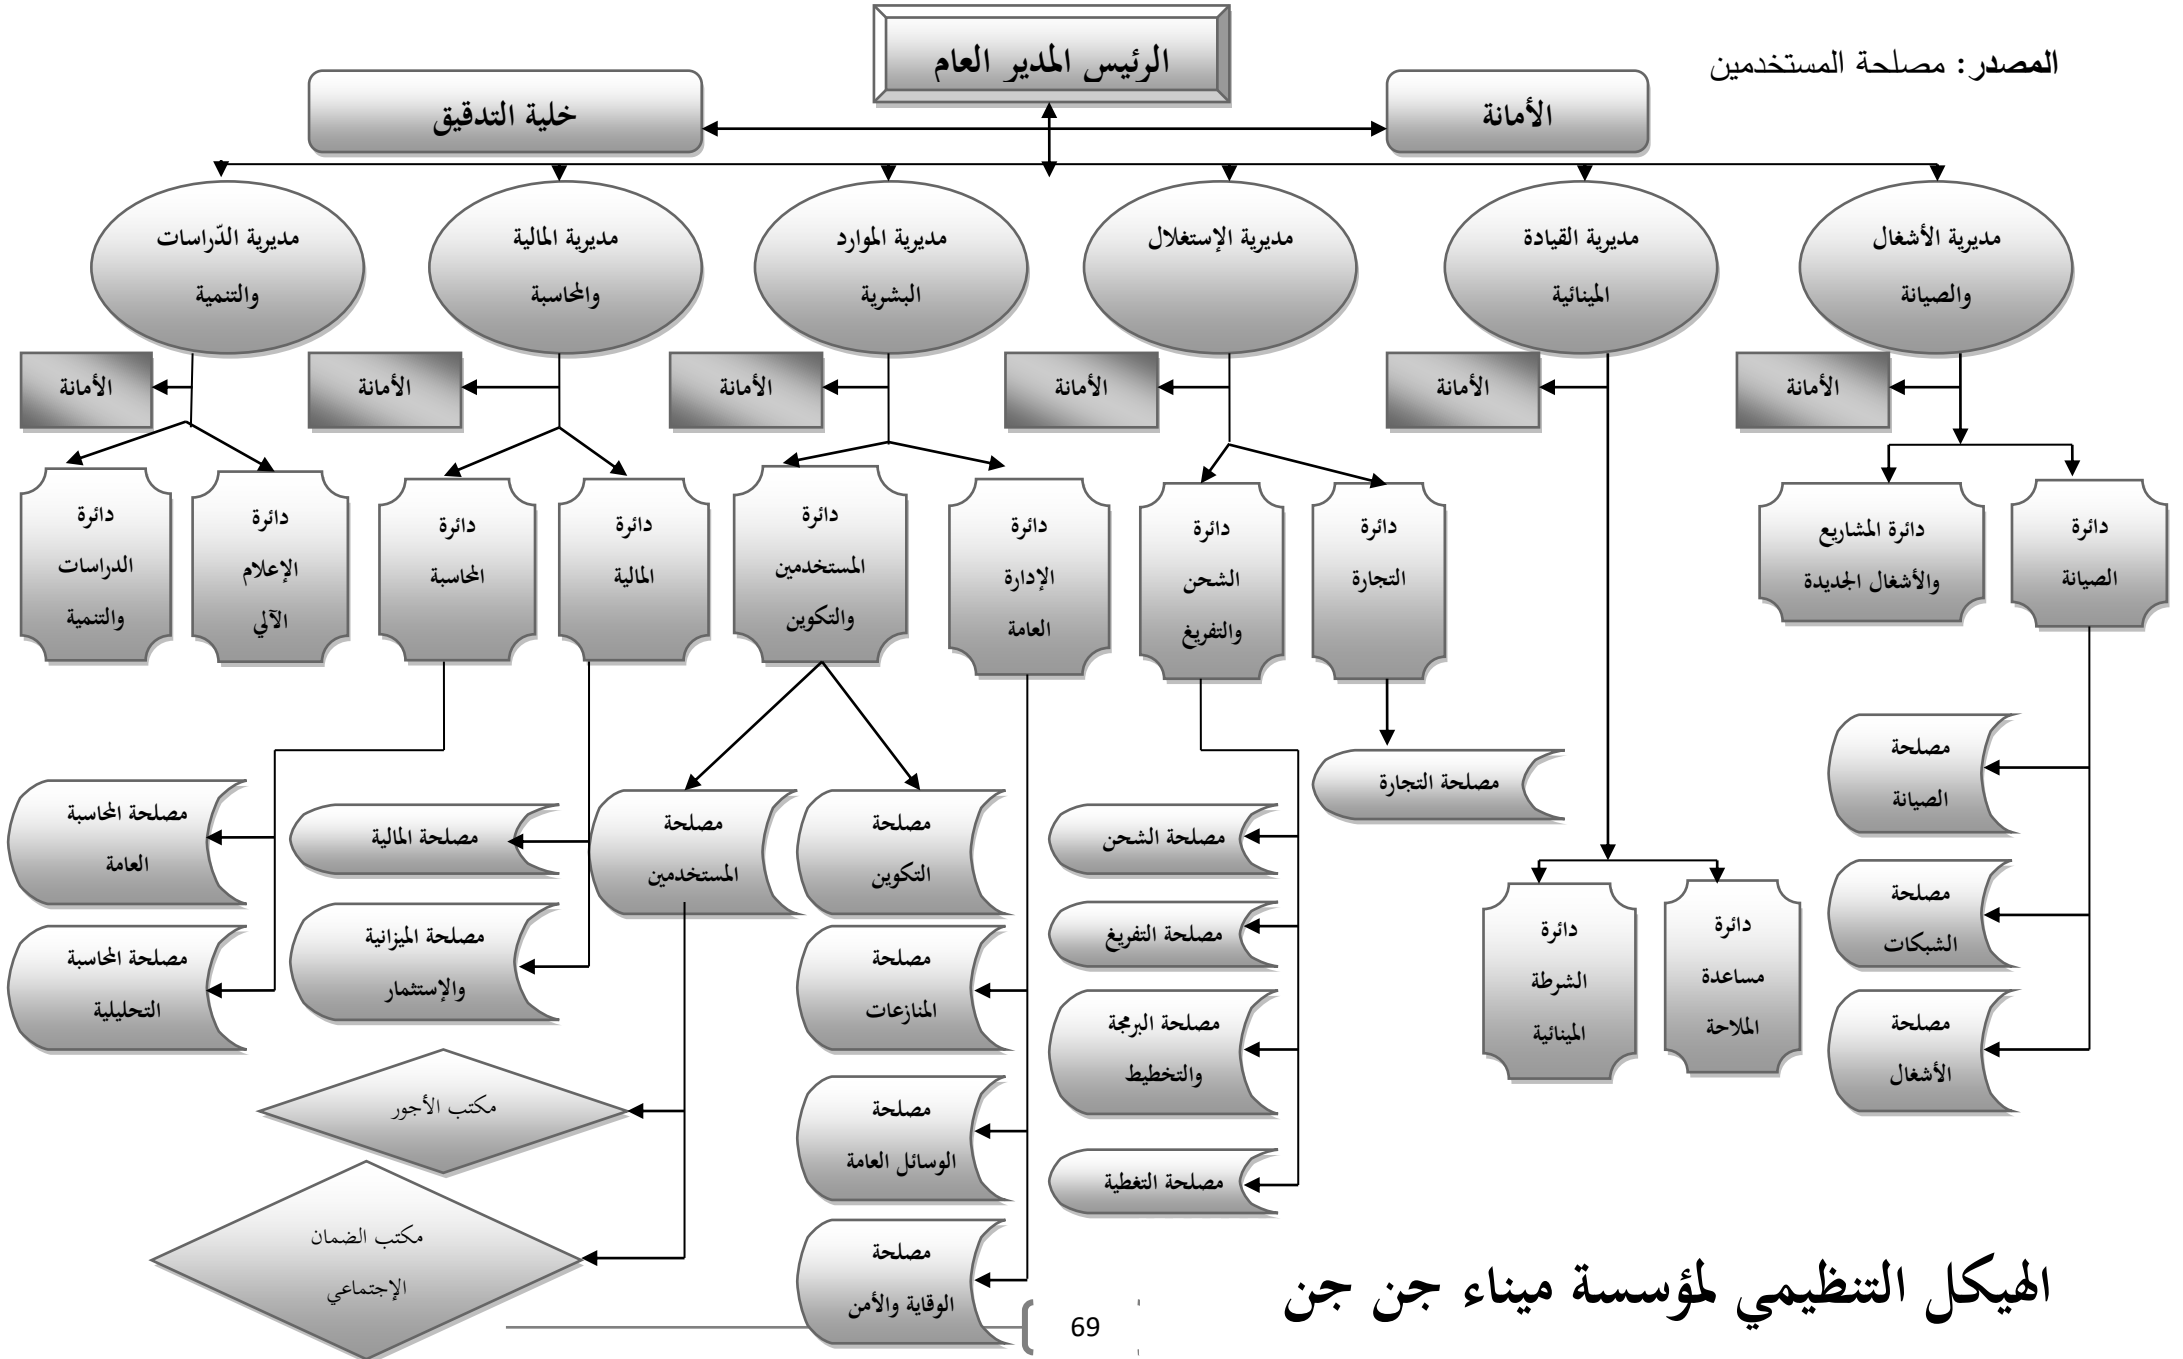 المصدر: مصلحة المستخدمين
الرئيس المدير العام
الأمانة
خلية التدقيق
مديرية الأشغال
والصيانة
مديرية القيادة
المينائية
مديرية الإستغلال
مديرية الموارد
البشرية
مديرية المالية
والمحاسبة
مديرية الدّراسات
والتنمية
الأمانة
الأمانة
الأمانة
الأمانة
الأمانة
الأمانة
دائرة
الصيانة
دائرة المشاريع
والأشغال الجديدة
دائرة
التجارة
دائرة
الشحن
والتفريغ
دائرة
الإدارة
العامة
دائرة
المستخدمين
والتكوين
دائرة
المالية
دائرة
المحاسبة
دائرة
الإعلام
الآلي
دائرة
الدراسات
والتنمية
مصلحة
الصيانة
مصلحة
الشبكات
مصلحة
الأشغال
دائرة
مساعدة
الملاحة
دائرة
الشرطة
المينائية
مصلحة التجارة
مصلحة الشحن
مصلحة التفريغ
مصلحة البرمجة
والتخطيط
مصلحة التغطية
مصلحة
التكوين
مصلحة
المنازعات
مصلحة
الوسائل العامة
مصلحة
الوقاية والأمن
مصلحة
المستخدمين
مصلحة المالية
مصلحة الميزانية
والإستثمار
مصلحة المحاسبة
العامة
مصلحة المحاسبة
التحليلية
مكتب الأجور
مكتب الضمان
الإجتماعي
الهيكل التنظيمي لمؤسسة ميناء جن جن
69